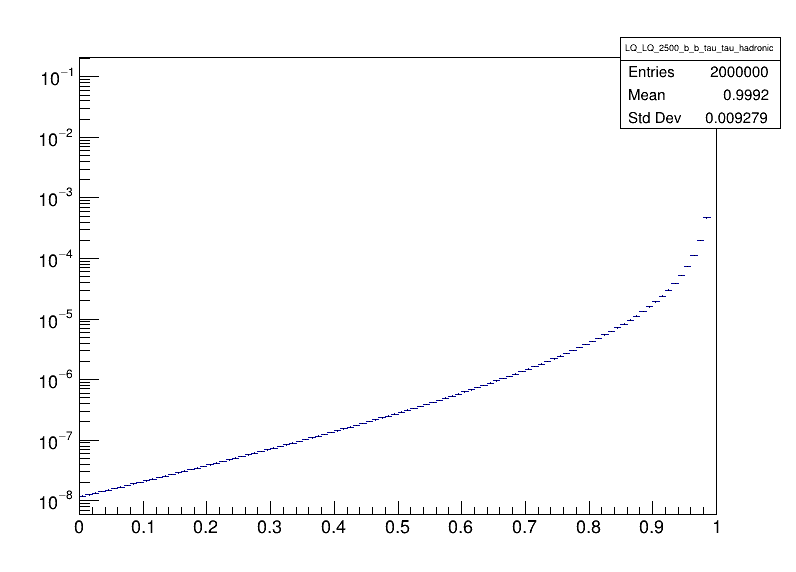 LQ_LQ_2500_b_b_tau_tau_hadronic
Entries 2000000
Mean 0.9992
Std Dev 0.009279
10⁻¹
10⁻²
10⁻³
10⁻⁴
10⁻⁵
10⁻⁶
10⁻⁷
10⁻⁸
0 0.1 0.2 0.3 0.4 0.5 0.6 0.7 0.8 0.9 1